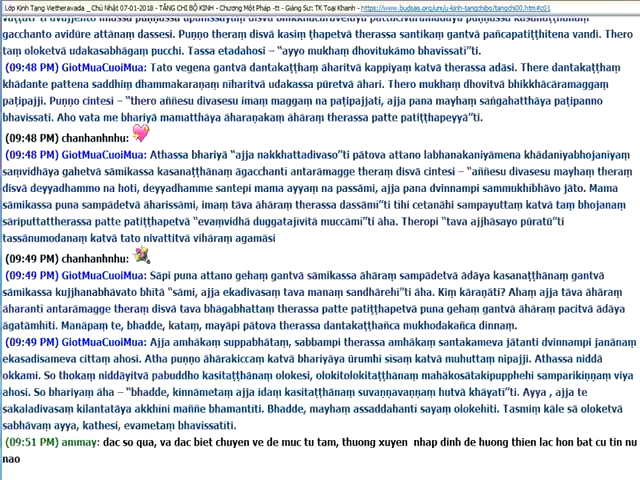 Lớp Kinh Tạng Vietheravada _ Chủ Nhật 07-01-2018 - TĂNG CHI BỘ KINH - Chương Một Pháp -tt - Giảng Sư: TK Toại Khanh - https://www.budsas.org/uni/u-kinh-tangchibo/tangchi00.htm#c01
gacchanto avidūre attānaṃ dassesi. Puṇṇo theraṃ disvā kasiṃ ṭhapetvā therassa santikaṃ gantvā pañcapatiṭṭhitena vandi. Thero
taṃ oloketvā udakasabhāgaṃ pucchi. Tassa etadahosi – "ayyo mukhaṃ dhovitukāmo bhavissatī"ti.
(09:48 PM) GiotMuaCuoiMua: Tato vegena gantvā dantakaṭṭhaṃ āharitvā kappiyaṃ katvā therassa adāsi. There dantakaṭṭhaṃ
khādante pattena saddhiṃ dhammakaraṇaṃ nīharitvā udakassa pūretvā āhari. Thero mukhaṃ dhovitvā bhikkhācāramaggaṃ
paṭipajji. Puṇṇo cintesi – "thero aññesu divasesu imaṃ maggaṃ na paṭipajjati, ajja pana mayhaṃ saṅgahatthāya paṭipanno
bhavissati. Aho vata me bhariyā mamatthāya āharaṇakaṃ āhāraṃ therassa patte patiṭṭhapeyyā"ti.
(09:48 PM) chanhanhnhu:
(09:48 PM) GiotMuaCuoiMua: Athassa bhariyā "ajja nakkhattadivaso"ti pātova attano labhanakaniyāmena khādanīyabhojanīyaṃ
saṃvidhāya gahetvā sāmikassa kasanaṭṭhānaṃ āgacchanti antarāmagge theraṃ disvā cintesi – "aññesu divasesu mayhaṃ theraṃ
disvā deyyadhammo na hoti, deyyadhamme santepi mama ayyaṃ na passāmi, ajja pana dvinnampi sammukhibhāvo jāto. Mama
sāmikassa puna sampādetvā āharissāmi, imaṃ tāva āhāraṃ therassa dassāmī"ti tīhi cetanāhi sampayuttaṃ katvā taṃ bhojanaṃ
sāriputtattherassa patte patiṭṭhapetvā "evaṃvidhā duggatajīvitā muccāmī"ti āha. Theropi "tava ajjhāsayo pūratū"ti
tassānumodanaṃ katvā tato nivattitvā vihāraṃ agamāsi
(09:49 PM) chanhanhnhu:
(09:49 PM) GiotMuaCuoiMua: Sāpi puna attano gehaṃ gantvā sāmikassa āhāraṃ sampādetvā ādāya kasanaṭṭhānaṃ gantvā
sāmikassa kujjhanabhāvato bhītā "sāmi, ajja ekadivasaṃ tava manaṃ sandhārehī"ti āha. Kiṃ kāraṇāti? Ahaṃ ajja tāva āhāraṃ
aharanti antarāmagge theraṃ disvā tava bhāgabhattaṃ therassa patte patiṭṭhapetvā puna gehaṃ gantvā āhāraṃ pacitvā ādāya
āgatāmhīti. Manāpaṃ te, bhadde, kataṃ, mayāpi pātova therassa dantakaṭṭhañca mukhodakañca dinnaṃ.
(09:49 PM) GiotMuaCuoiMua: Ajja amhākaṃ suppabhātaṃ, sabbampi therassa amhākaṃ santakameva jātanti dvinnampi janānaṃ
ekasadisameva cittaṃ ahosi. Atha puṇṇo āhārakiccaṃ katvā bhariyāya ūrumhi sīsaṃ katvā muhuttaṃ nipajji. Athassa niddā
okkami. So thokaṃ niddāyitvā pabuddho kasitaṭṭhānaṃ olokesi, olokitolokitaṭṭhānaṃ mahākosātakipupphehi samparikiṇṇaṃ viya
ahosi. So bhariyaṃ āha – "bhadde, kinnāmetaṃ ajja idaṃ kasitaṭṭhānaṃ suvaṇṇavaṇṇaṃ hutvā khāyatī"ti. Ayya , ajja te
sakaladivasaṃ kilantatāya akkhīni maññe bhamantīti. Bhadde, mayhaṃ assaddahantī sayaṃ olokehīti. Tasmiṃ kāle sā oloketvā
sabhāvaṃ ayya, kathesi, evametaṃ bhavissatīti.
(09:51 PM) ammay: dac so qua, va dac biet chuyen ve de muc tu tam, thuong xuyen nhap dinh de huong thien lac hon bat cu tin nu
nao